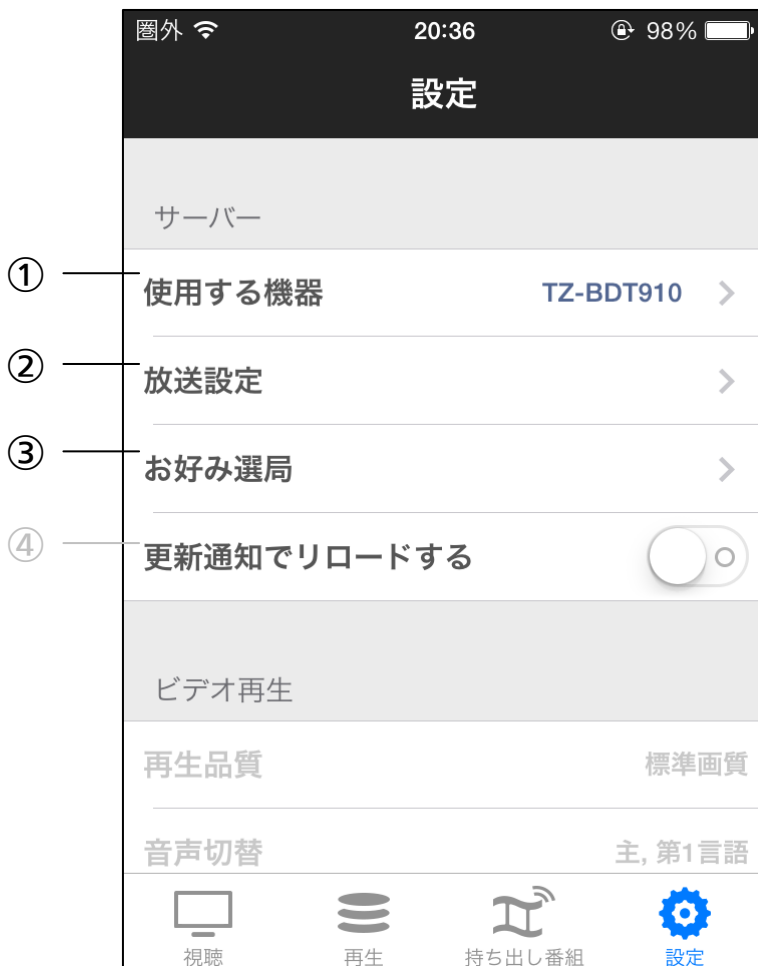 圏外 20:36 98%
設定
サーバー
① 使用する機器 TZ-BDT910
② 放送設定
③ お好み選局
④ 更新通知でリロードする
ビデオ再生
再生品質 標準画質
音声切替 主, 第1言語
視聴 再生 持ち出し番組 設定